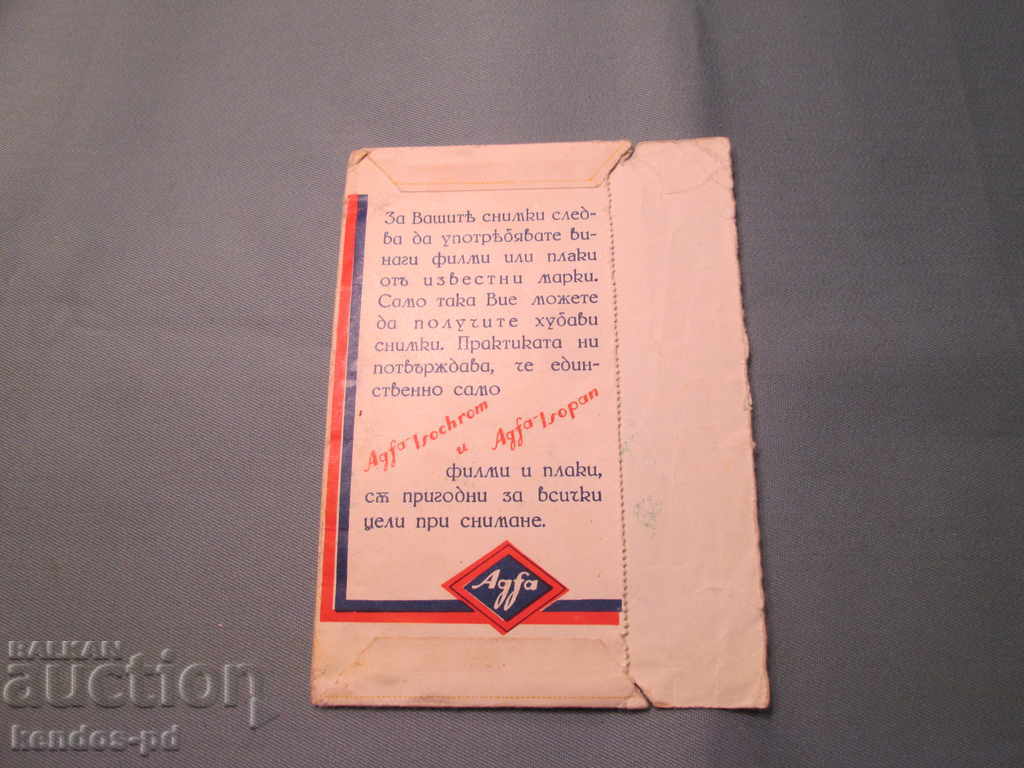 За Вашитѣ снимки след-
ва да употрѣбявате ви-
наги филми или плаки
отъ известни марки.
Само така Вие можете
да получите хубави
снимки. Практиката ни
потвърждава, че един-
ствено само
Agfa-Isochrom
и Agfa-Isopan
филми и плаки,
сѫ пригодни за всички
цели при снимане.
Agfa
BALKAN
auction
kendos-pd